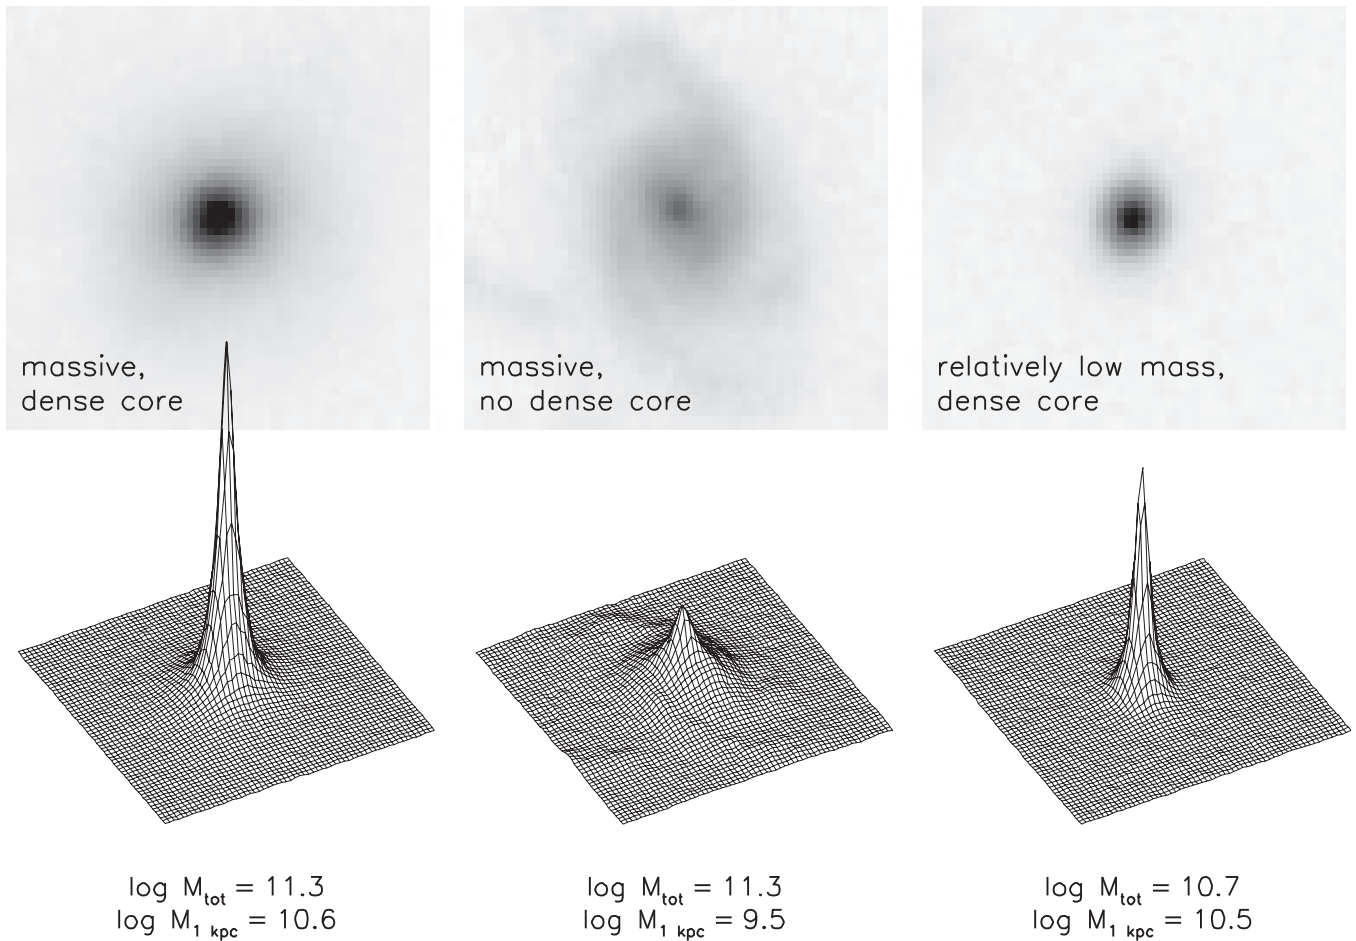 massive,
dense core
massive,
no dense core
relatively low mass,
dense core
log M_tot = 11.3
log M_1 kpc = 10.6
log M_tot = 11.3
log M_1 kpc = 9.5
log M_tot = 10.7
log M_1 kpc = 10.5